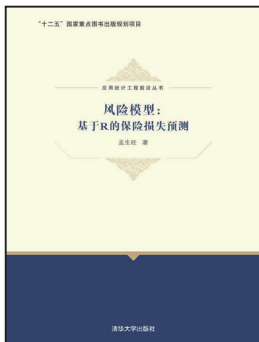 “十二五”国家重点图书出版规划项目
应用统计工程前沿丛书
风险模型：
基于R的保险损失预测
孟生旺 著
清华大学出版社